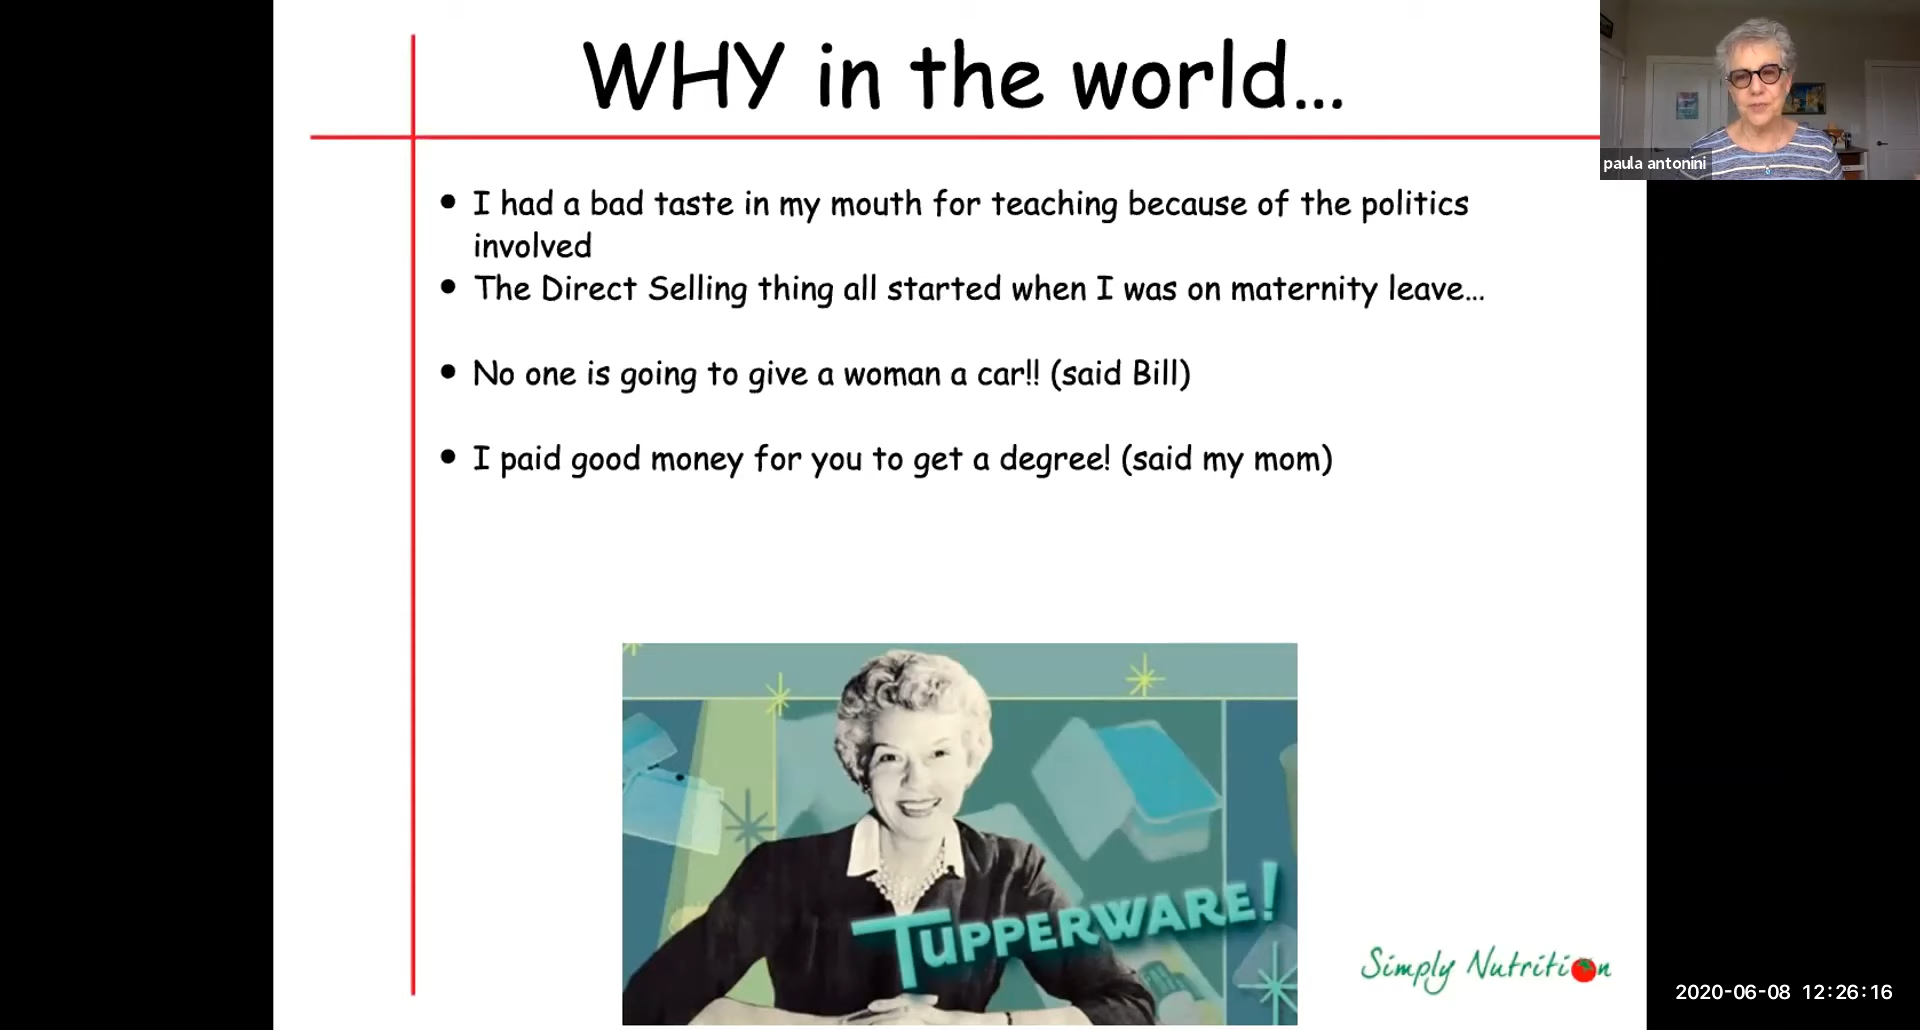 WHY in the world...
paula antonini
• I had a bad taste in my mouth for teaching because of the politics
involved
• The Direct Selling thing all started when I was on maternity leave...
• No one is going to give a woman a car!! (said Bill)
• I paid good money for you to get a degree! (said my mom)
TUPPERWARE!
Simply Nutrition
2020-06-08 12:26:16